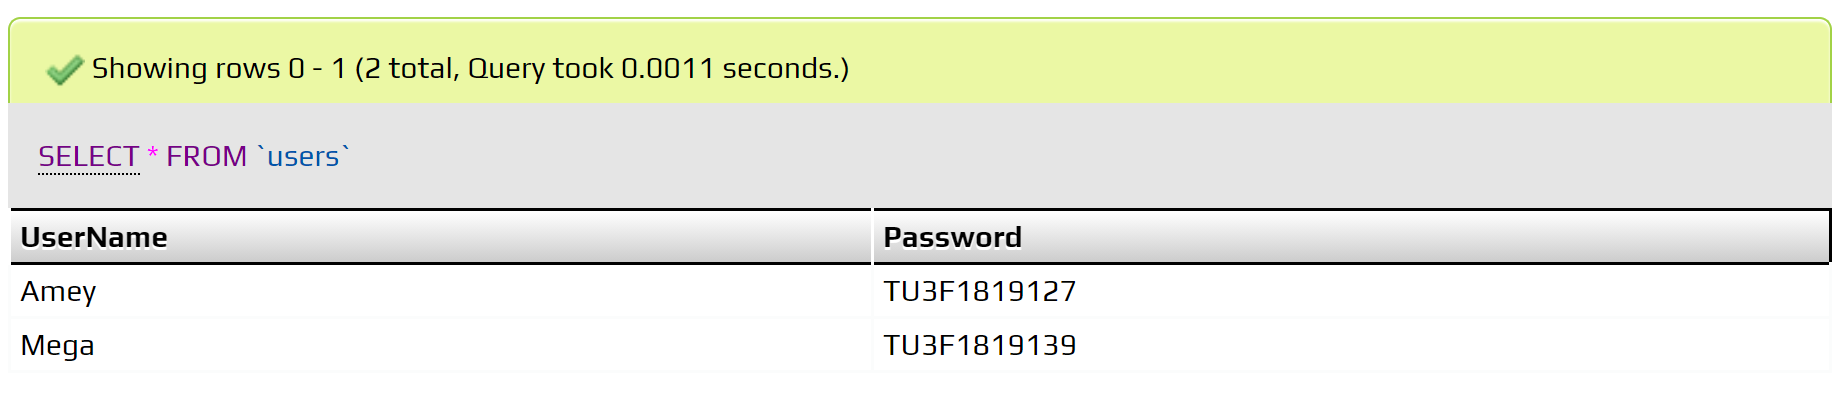 Showing rows 0 - 1 (2 total, Query took 0.0011 seconds.)
SELECT * FROM `users`
UserName Password
Amey TU3F1819127
Mega TU3F1819139